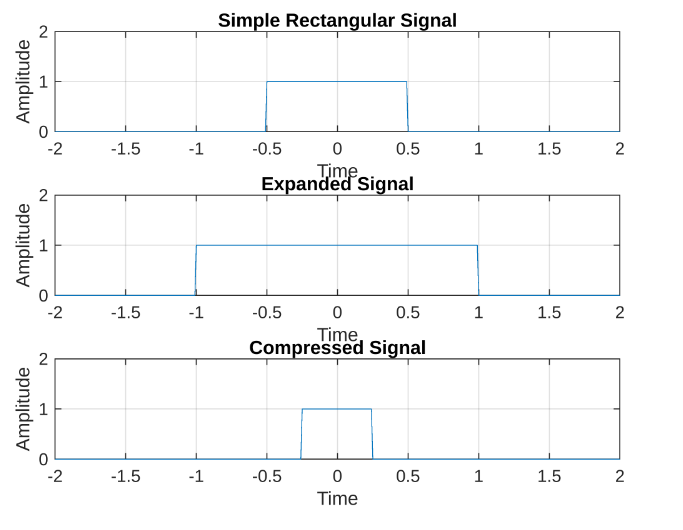 Simple Rectangular Signal
2
1
0
Amplitude
-2 -1.5 -1 -0.5 0 0.5 1 1.5 2
Time
Expanded Signal
2
1
0
Amplitude
-2 -1.5 -1 -0.5 0 0.5 1 1.5 2
Time
Compressed Signal
2
1
0
Amplitude
-2 -1.5 -1 -0.5 0 0.5 1 1.5 2
Time